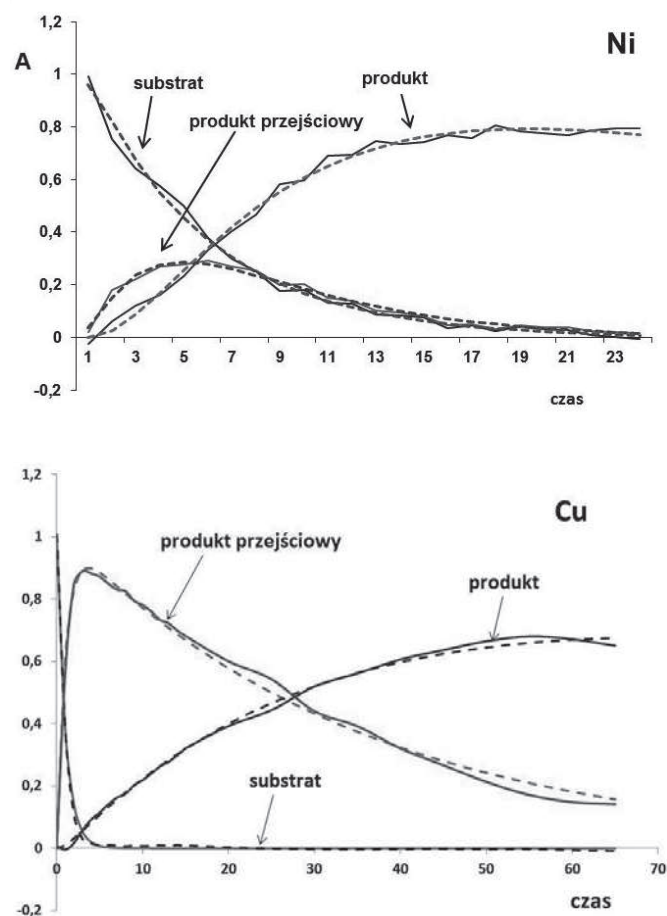 1,2
Ni
A
1
substrat
produkt
produkt przejściowy
0,8
0,6
0,4
0,2
0
1 3 5 7 9 11 13 15 17 19 21 23
-0,2
czas
1,2
Cu
produkt przejściowy
1
produkt
0,8
0,6
0,4
substrat
0,2
0
0 10 20 30 40 50 60 70
-0,2
czas